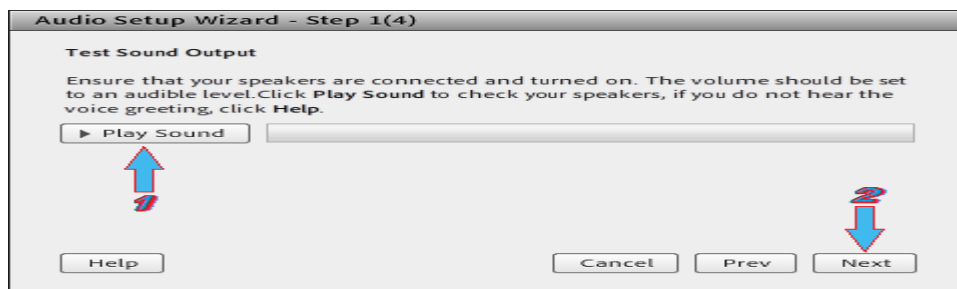 Audio Setup Wizard - Step 1(4)
Test Sound Output
Ensure that your speakers are connected and turned on. The volume should be set
to an audible level.Click Play Sound to check your speakers, if you do not hear the
voice greeting, click Help.
Play Sound
1
2
Help Cancel Prev Next